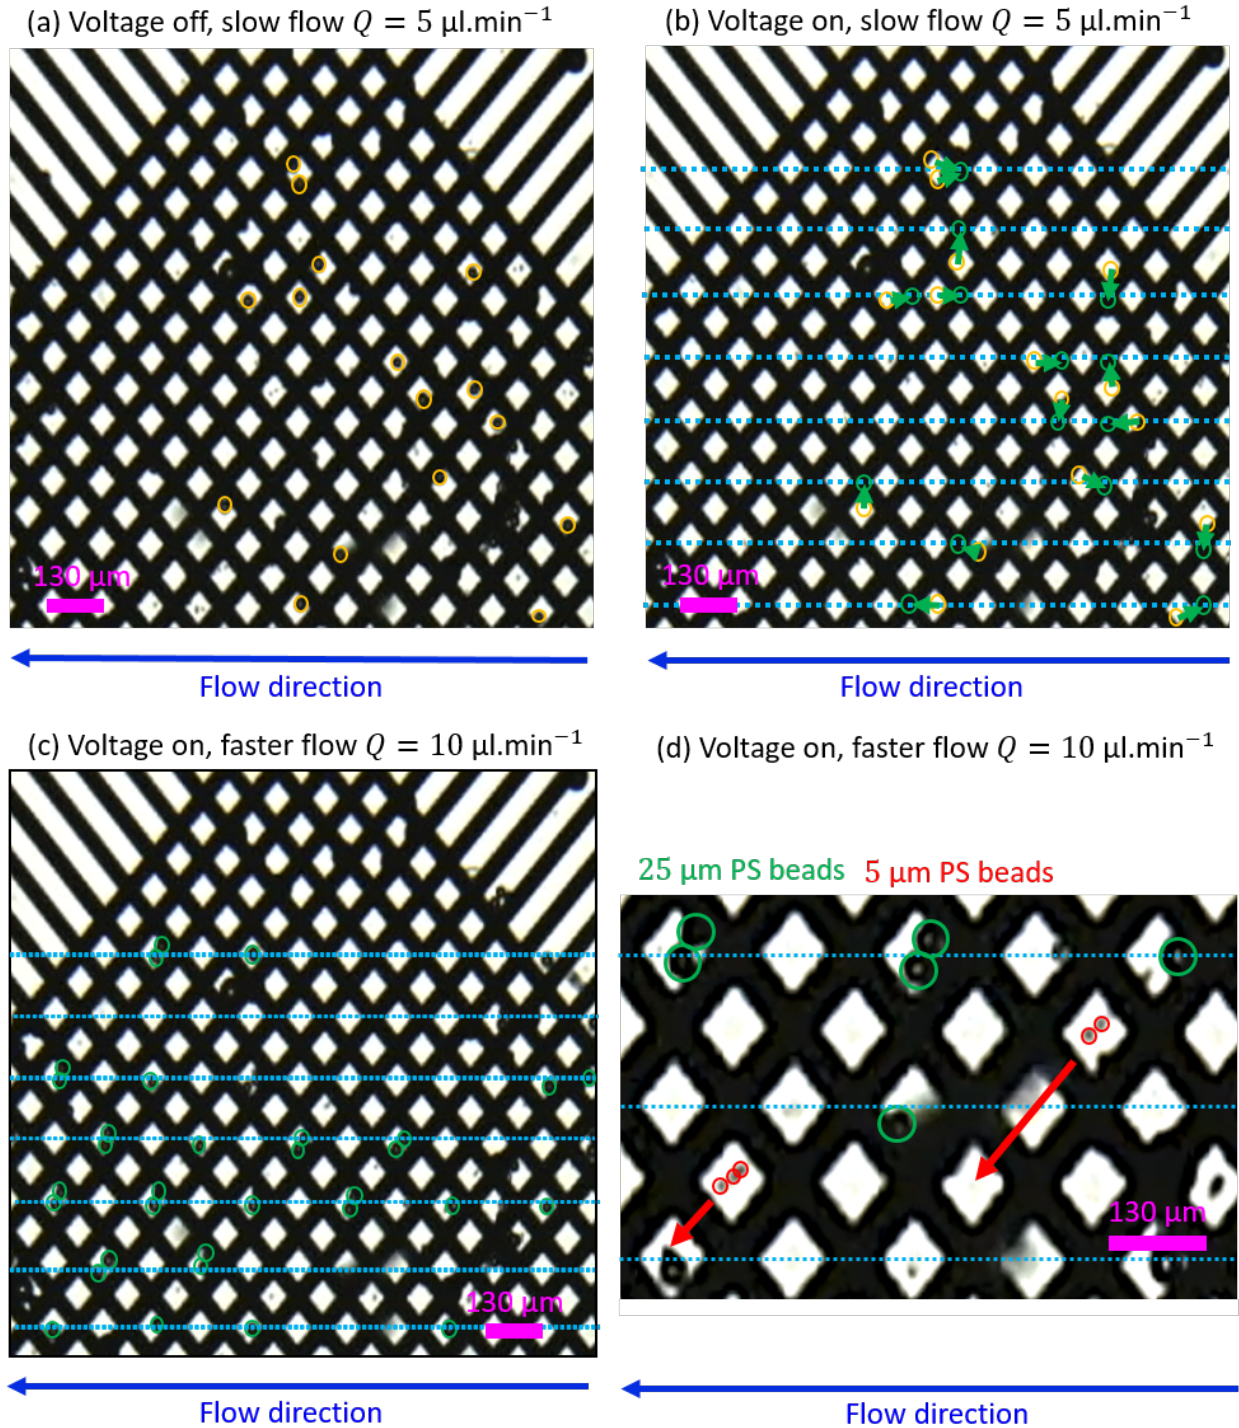 (a) Voltage off, slow flow Q = 5 μl.min⁻¹
(b) Voltage on, slow flow Q = 5 μl.min⁻¹
130 μm
130 μm
Flow direction
Flow direction
(c) Voltage on, faster flow Q = 10 μl.min⁻¹
(d) Voltage on, faster flow Q = 10 μl.min⁻¹
25 μm PS beads 5 μm PS beads
130 μm
130 μm
Flow direction
Flow direction